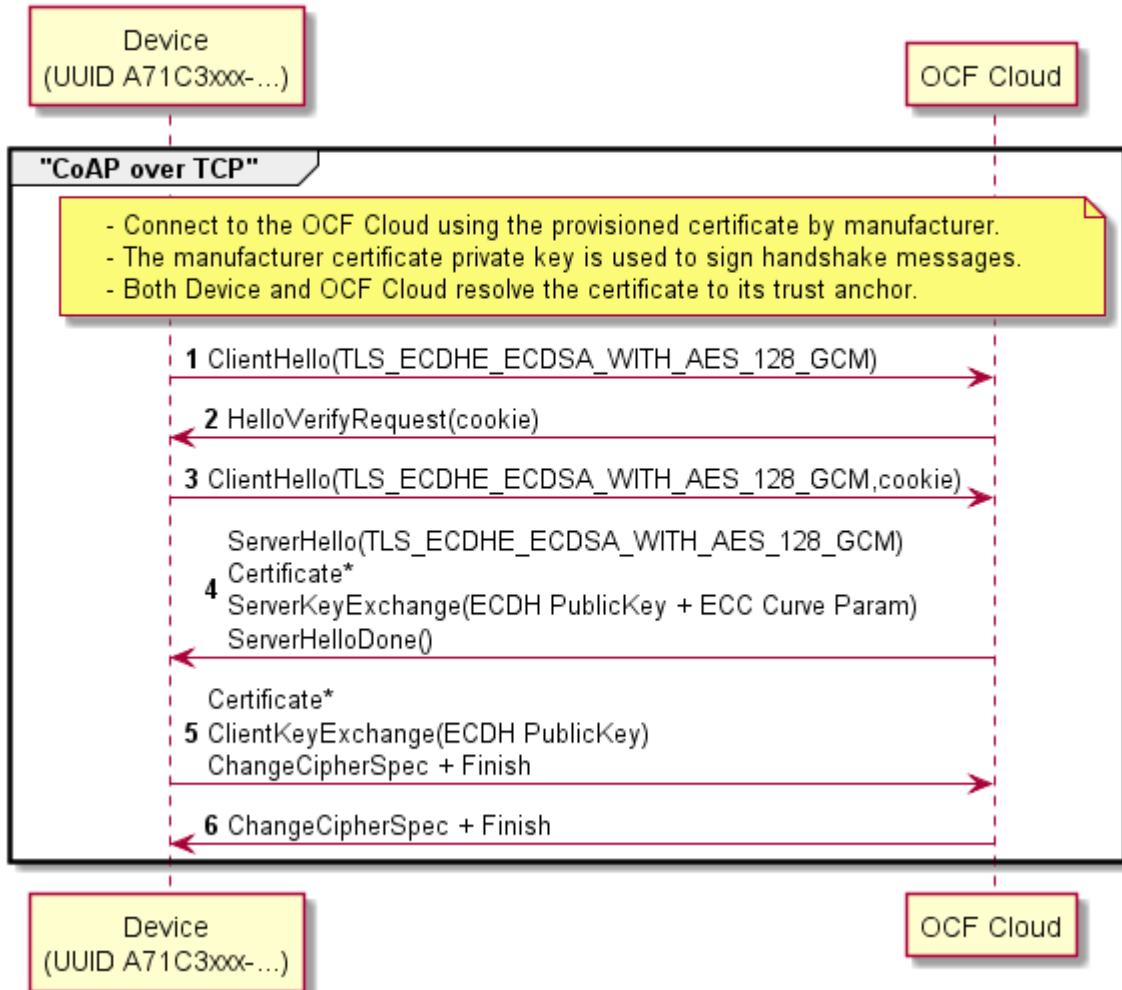 Device
(UUID A71C3xxx-...)
OCF Cloud
"CoAP over TCP"
- Connect to the OCF Cloud using the provisioned certificate by manufacturer.
- The manufacturer certificate private key is used to sign handshake messages.
- Both Device and OCF Cloud resolve the certificate to its trust anchor.
1 ClientHello(TLS_ECDHE_ECDSA_WITH_AES_128_GCM)
2 HelloVerifyRequest(cookie)
3 ClientHello(TLS_ECDHE_ECDSA_WITH_AES_128_GCM,cookie)
ServerHello(TLS_ECDHE_ECDSA_WITH_AES_128_GCM)
Certificate*
4 ServerKeyExchange(ECDH PublicKey + ECC Curve Param)
ServerHelloDone()
Certificate*
5 ClientKeyExchange(ECDH PublicKey)
ChangeCipherSpec + Finish
6 ChangeCipherSpec + Finish
Device
(UUID A71C3xxx-...)
OCF Cloud